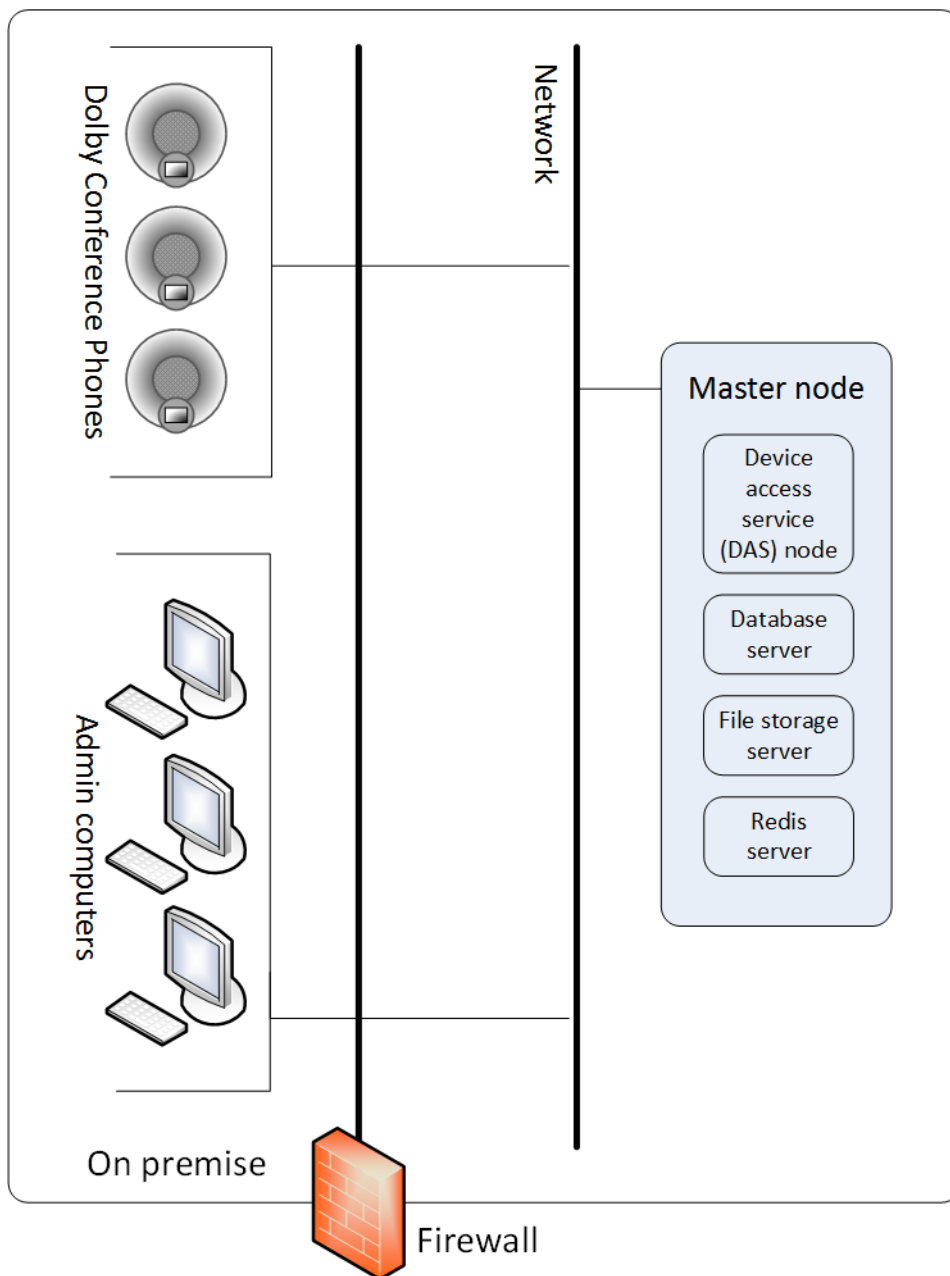 Dolby Conference Phones
Network
Master node
Device
access
service
(DAS) node
Database
server
File storage
server
Redis
server
Admin computers
On premise
Firewall